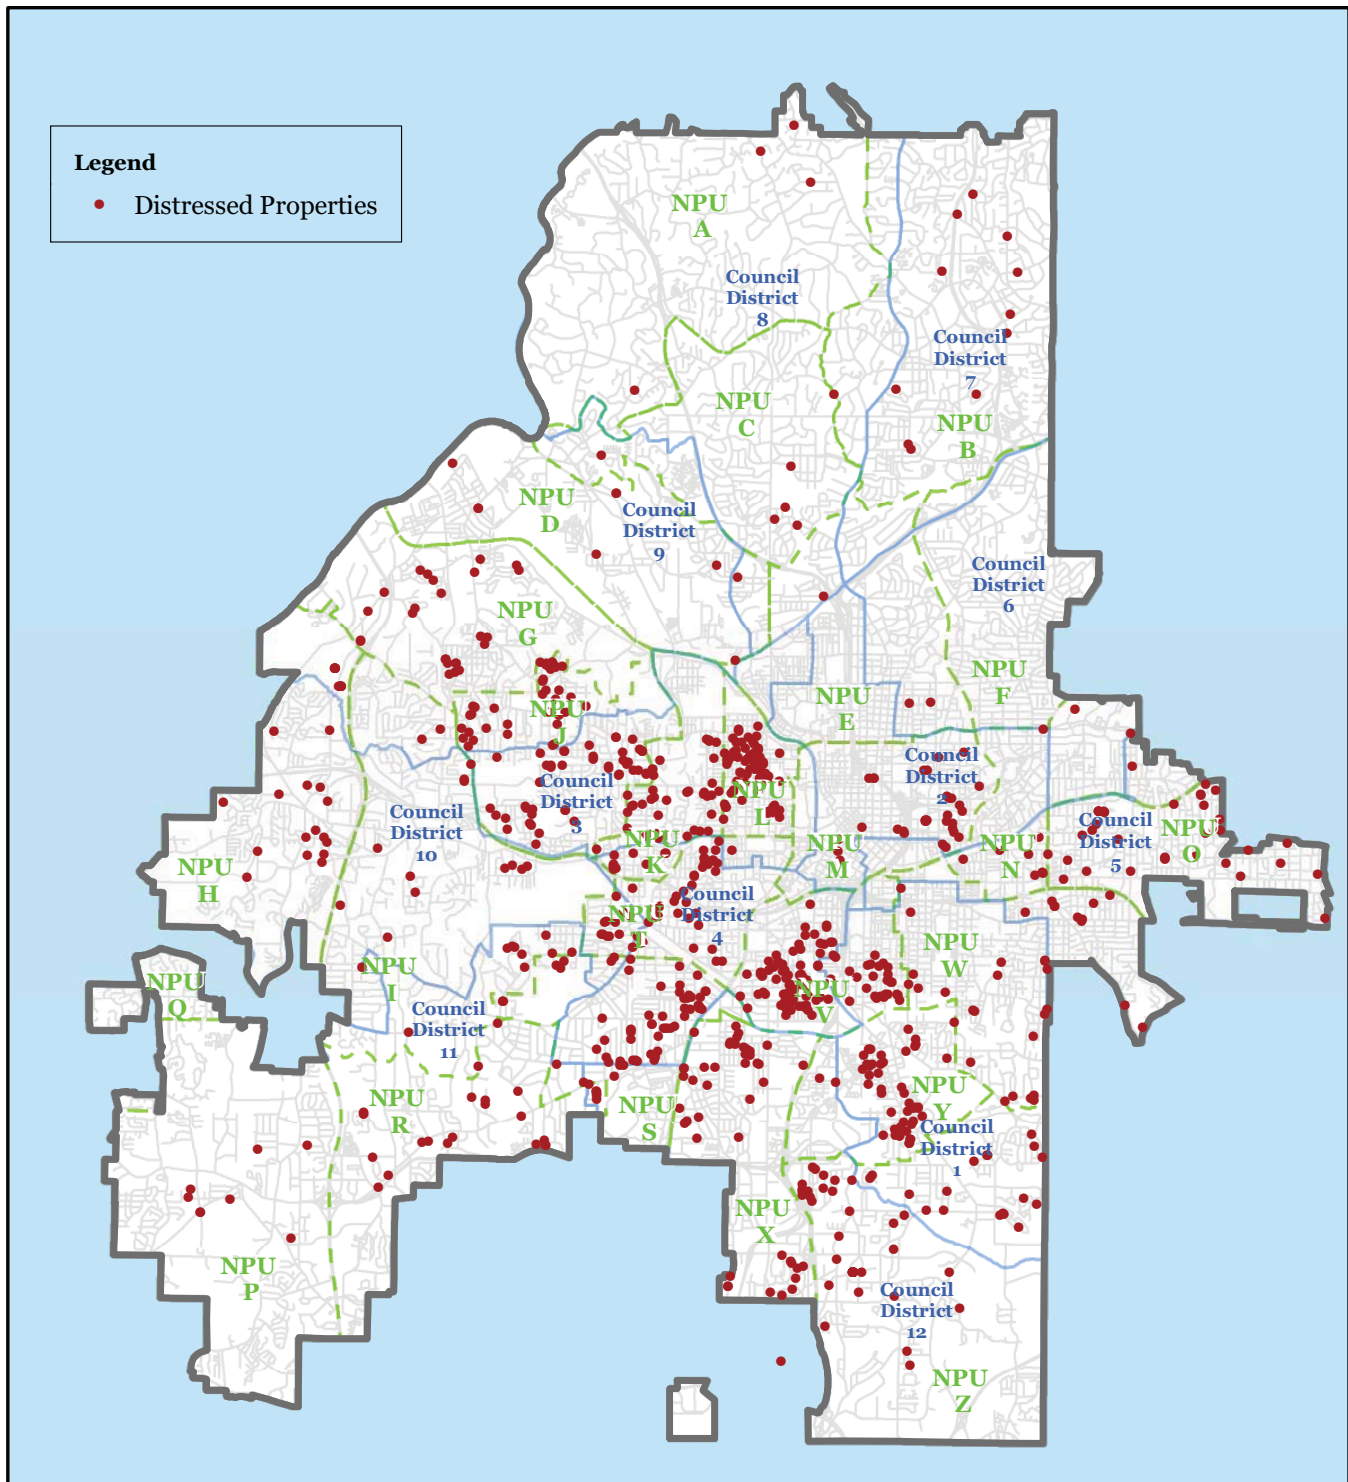 Legend
Distressed Properties
NPU
A
Council
District
8
Council
District
7
NPU
C
NPU
B
NPU
D
Council
District
9
Council
District
6
NPU
G
NPU
F
NPU
E
NPU
J
Council
District
2
Council
District
3
NPU
L
Council
District
10
NPU
K
NPU
M
NPU
N
Council
District
5
NPU
O
NPU
H
NPU
T
Council
District
4
NPU
W
NPU
I
NPU
Q
NPU
V
Council
District
11
NPU
R
NPU
S
NPU
Y
Council
District
1
NPU
X
NPU
P
Council
District
12
NPU
Z